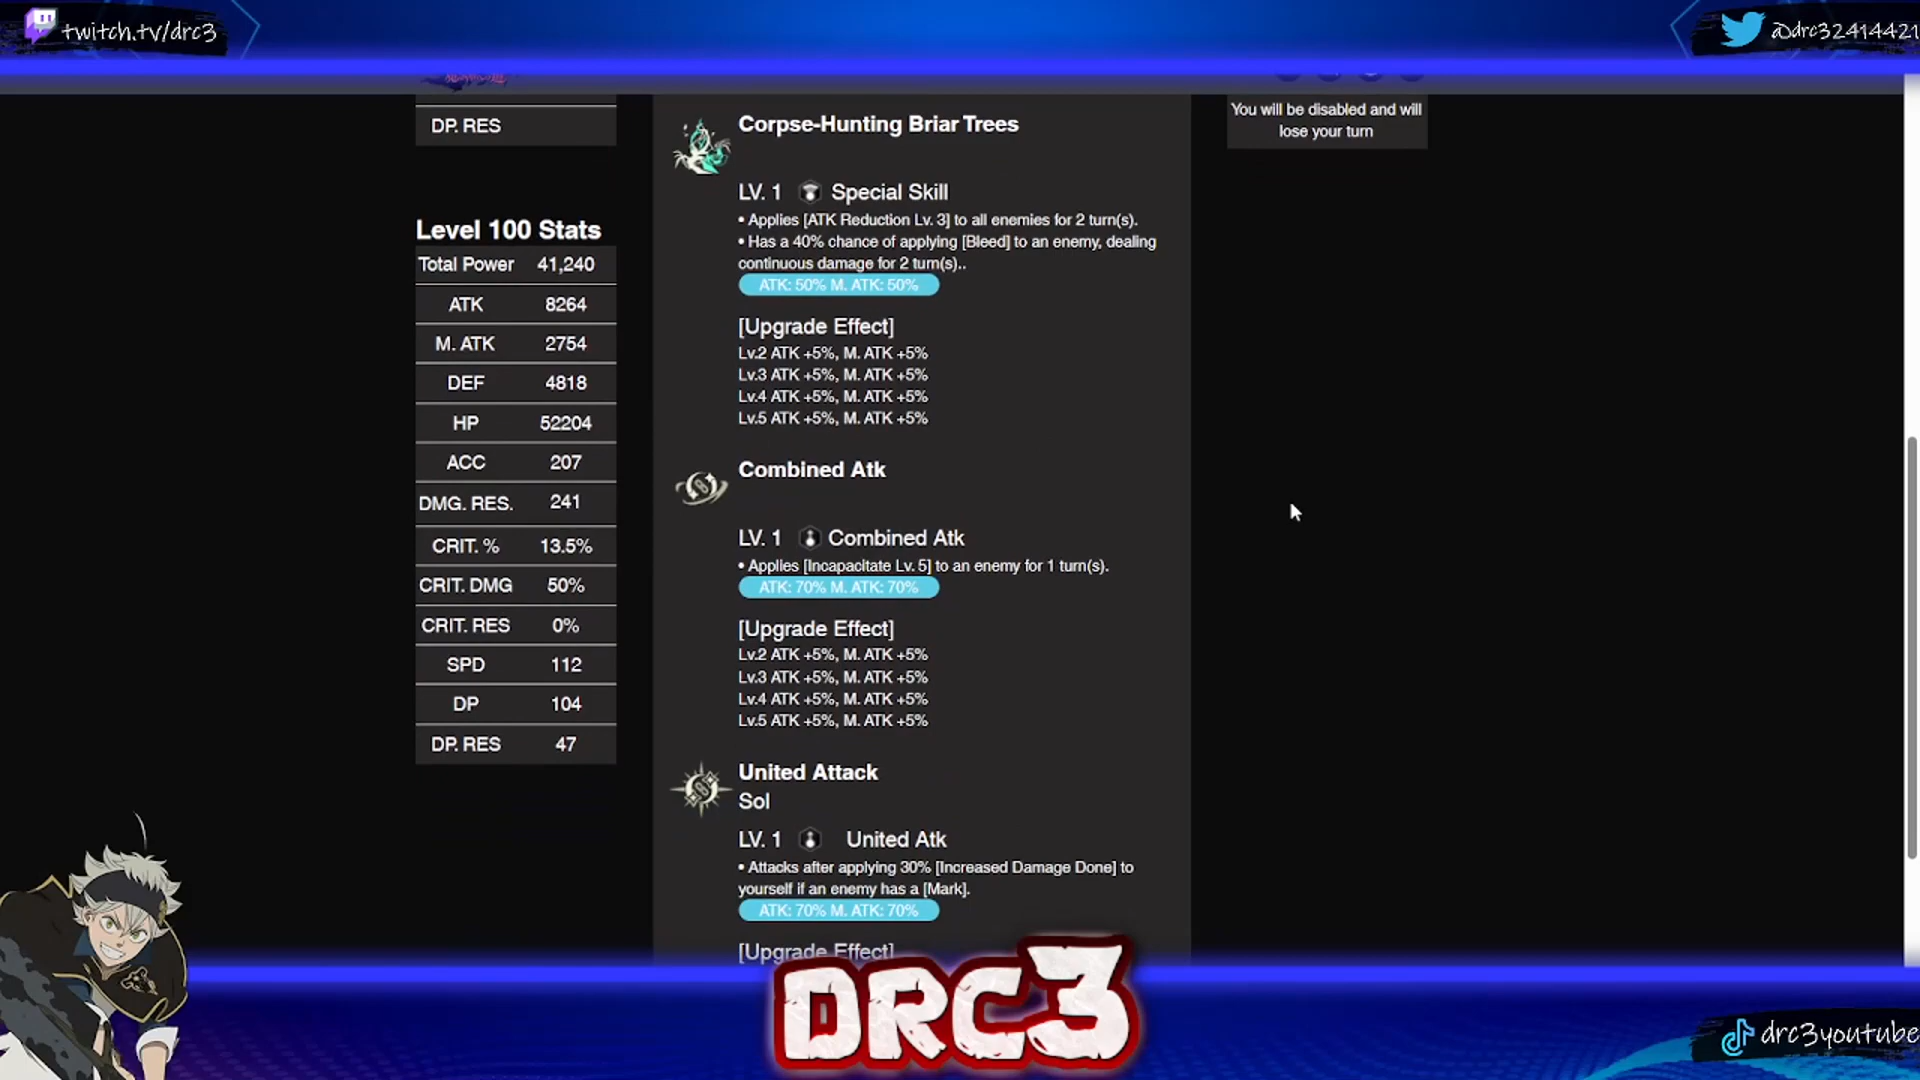 twitch.tv/drc3
@drc32414421
DP. RES
Level 100 Stats
Total Power 41,240
ATK 8264
M. ATK 2754
DEF 4818
HP 52204
ACC 207
DMG. RES. 241
CRIT. % 13.5%
CRIT. DMG 50%
CRIT. RES 0%
SPD 112
DP 104
DP. RES 47
Corpse-Hunting Briar Trees
LV. 1 Special Skill
• Applies [ATK Reduction Lv. 3] to all enemies for 2 turn(s).
• Has a 40% chance of applying [Bleed] to an enemy, dealing
continuous damage for 2 turn(s)..
ATK: 50% M. ATK: 50%
[Upgrade Effect]
Lv.2 ATK +5%, M. ATK +5%
Lv.3 ATK +5%, M. ATK +5%
Lv.4 ATK +5%, M. ATK +5%
Lv.5 ATK +5%, M. ATK +5%
Combined Atk
LV. 1 Combined Atk
• Applies [Incapacitate Lv. 5] to an enemy for 1 turn(s).
ATK: 70% M. ATK: 70%
[Upgrade Effect]
Lv.2 ATK +5%, M. ATK +5%
Lv.3 ATK +5%, M. ATK +5%
Lv.4 ATK +5%, M. ATK +5%
Lv.5 ATK +5%, M. ATK +5%
United Attack
Sol
LV. 1 United Atk
• Attacks after applying 30% [Increased Damage Done] to
yourself if an enemy has a [Mark].
ATK: 70% M. ATK: 70%
[Upgrade Effect]
You will be disabled and will
lose your turn
DRC3
drc3youtube